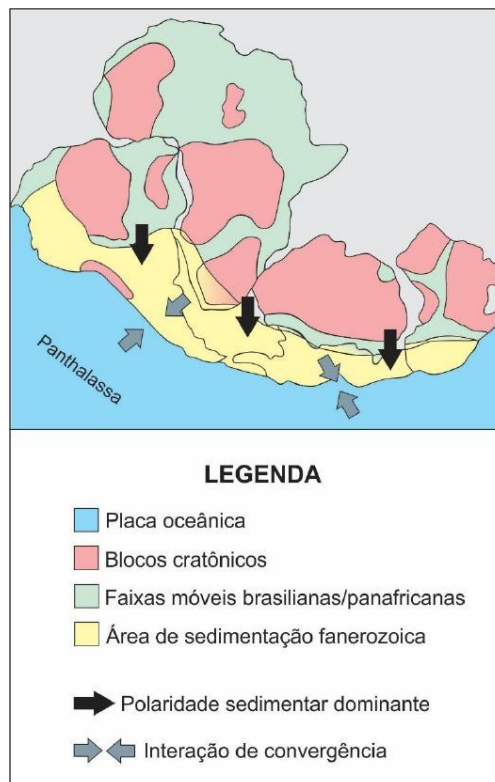 Panthalassa
LEGENDA
Placa oceânica
Blocos cratônicos
Faixas móveis brasilianas/panafricanas
Área de sedimentação fanerozoica
Polaridade sedimentar dominante
Interação de convergência